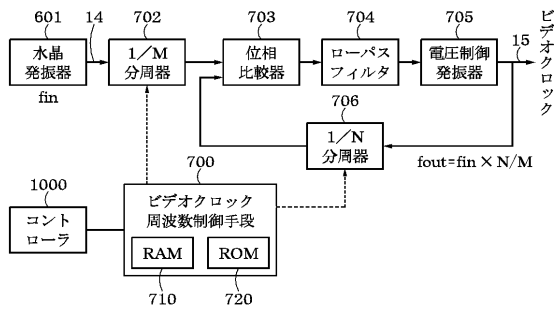 601
14
702
703
704
705
15
水晶
発振器
1／M
分周器
位相
比較器
ローパス
フィルタ
電圧制御
発振器
ビデオクロック
fin
706
1／N
分周器
fout=fin×N/M
700
1000
コント
ローラ
ビデオクロック
周波数制御手段
RAM
ROM
710
720